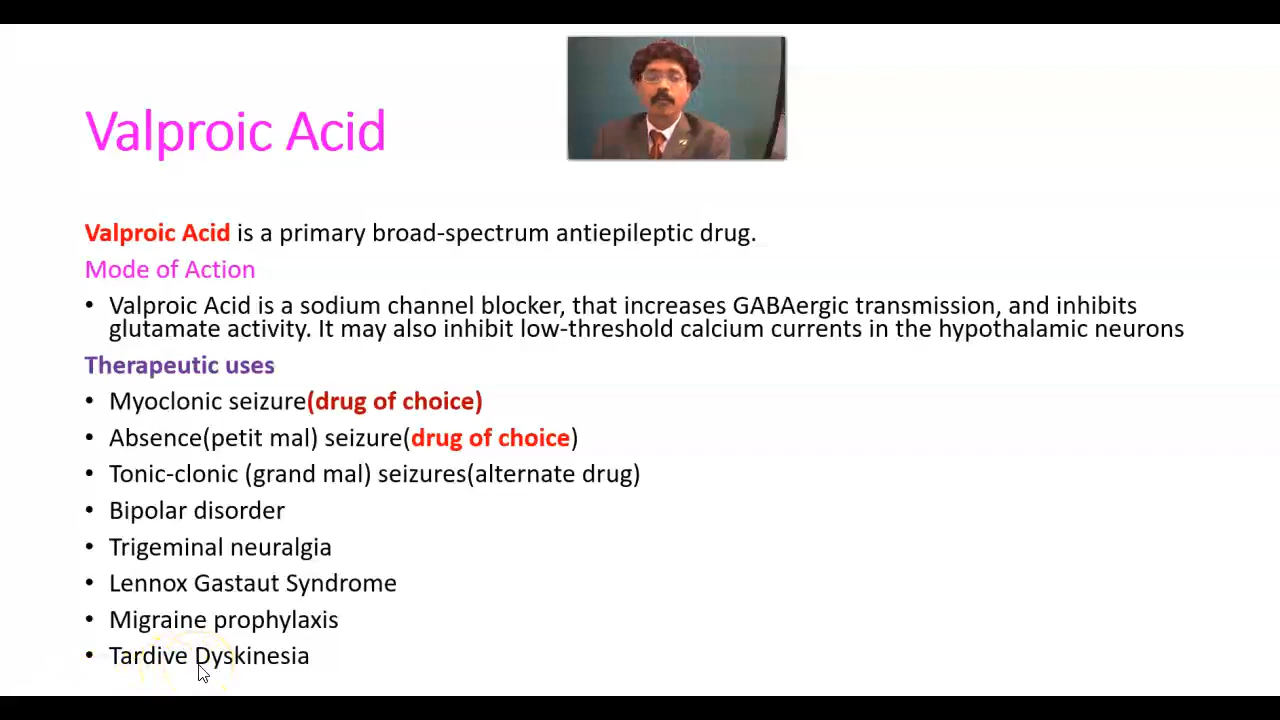 Valproic Acid
Valproic Acid is a primary broad-spectrum antiepileptic drug.
Mode of Action
• Valproic Acid is a sodium channel blocker, that increases GABAergic transmission, and inhibits
glutamate activity. It may also inhibit low-threshold calcium currents in the hypothalamic neurons
Therapeutic uses
• Myoclonic seizure(drug of choice)
• Absence(petit mal) seizure(drug of choice)
• Tonic-clonic (grand mal) seizures(alternate drug)
• Bipolar disorder
• Trigeminal neuralgia
• Lennox Gastaut Syndrome
• Migraine prophylaxis
• Tardive Dyskinesia